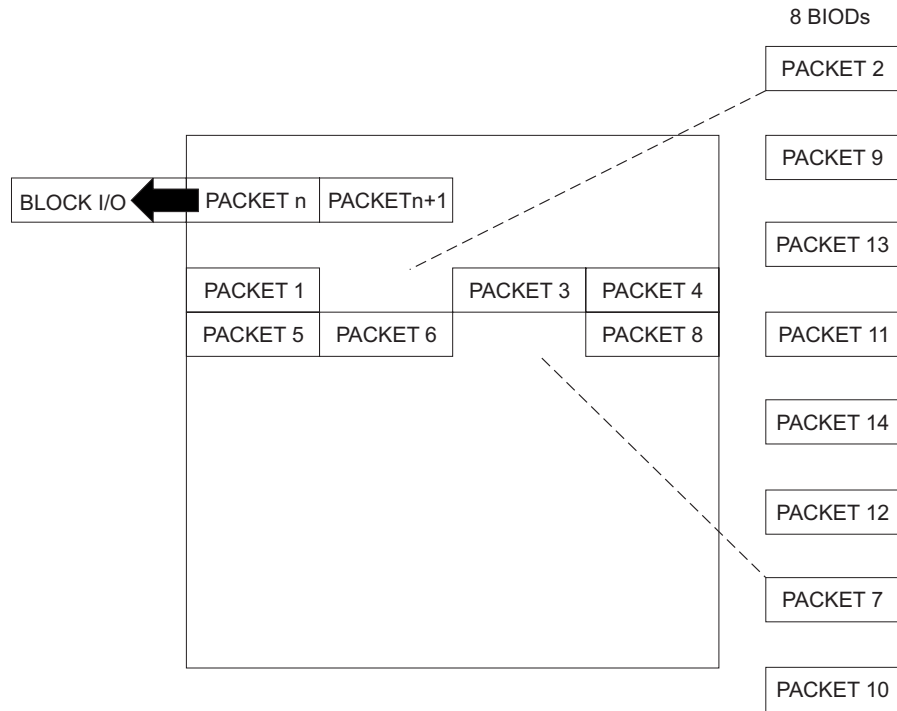 8 BIODs
PACKET 2
PACKET 9
BLOCK I/O
PACKET n
PACKETn+1
PACKET 13
PACKET 1
PACKET 3
PACKET 4
PACKET 5
PACKET 6
PACKET 8
PACKET 11
PACKET 14
PACKET 12
PACKET 7
PACKET 10